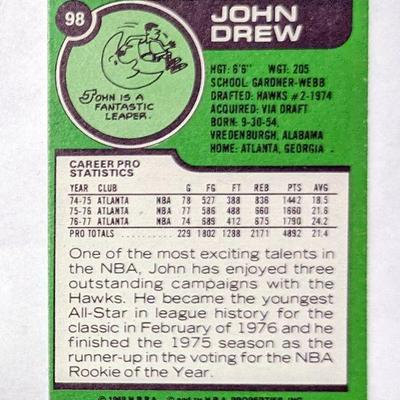 98
JOHN
DREW
JOHN IS A
FANTASTIC
LEAPER.
HGT: 6'6" WGT: 205
SCHOOL: GARDNER-WEBB
DRAFTED: HAWKS #2-1974
ACQUIRED: VIA DRAFT
BORN: 9-30-54,
VREDENBURGH, ALABAMA
HOME: ATLANTA, GEORGIA
CAREER PRO
STATISTICS
YEAR CLUB G FG FT REB PTS AVG
74-75 ATLANTA NBA 78 527 388 836 1442 18.5
75-76 ATLANTA NBA 77 586 488 660 1660 21.6
76-77 ATLANTA NBA 74 689 412 675 1790 24.2
PRO TOTALS 229 1802 1288 2171 4892 21.4
One of the most exciting talents in
the NBA, John has enjoyed three
outstanding campaigns with the
Hawks. He became the youngest
All-Star in league history for the
classic in February of 1976 and he
finished the 1975 season as the
runner-up in the voting for the NBA
Rookie of the Year.
N.B.A. PROPERTIES, INC.